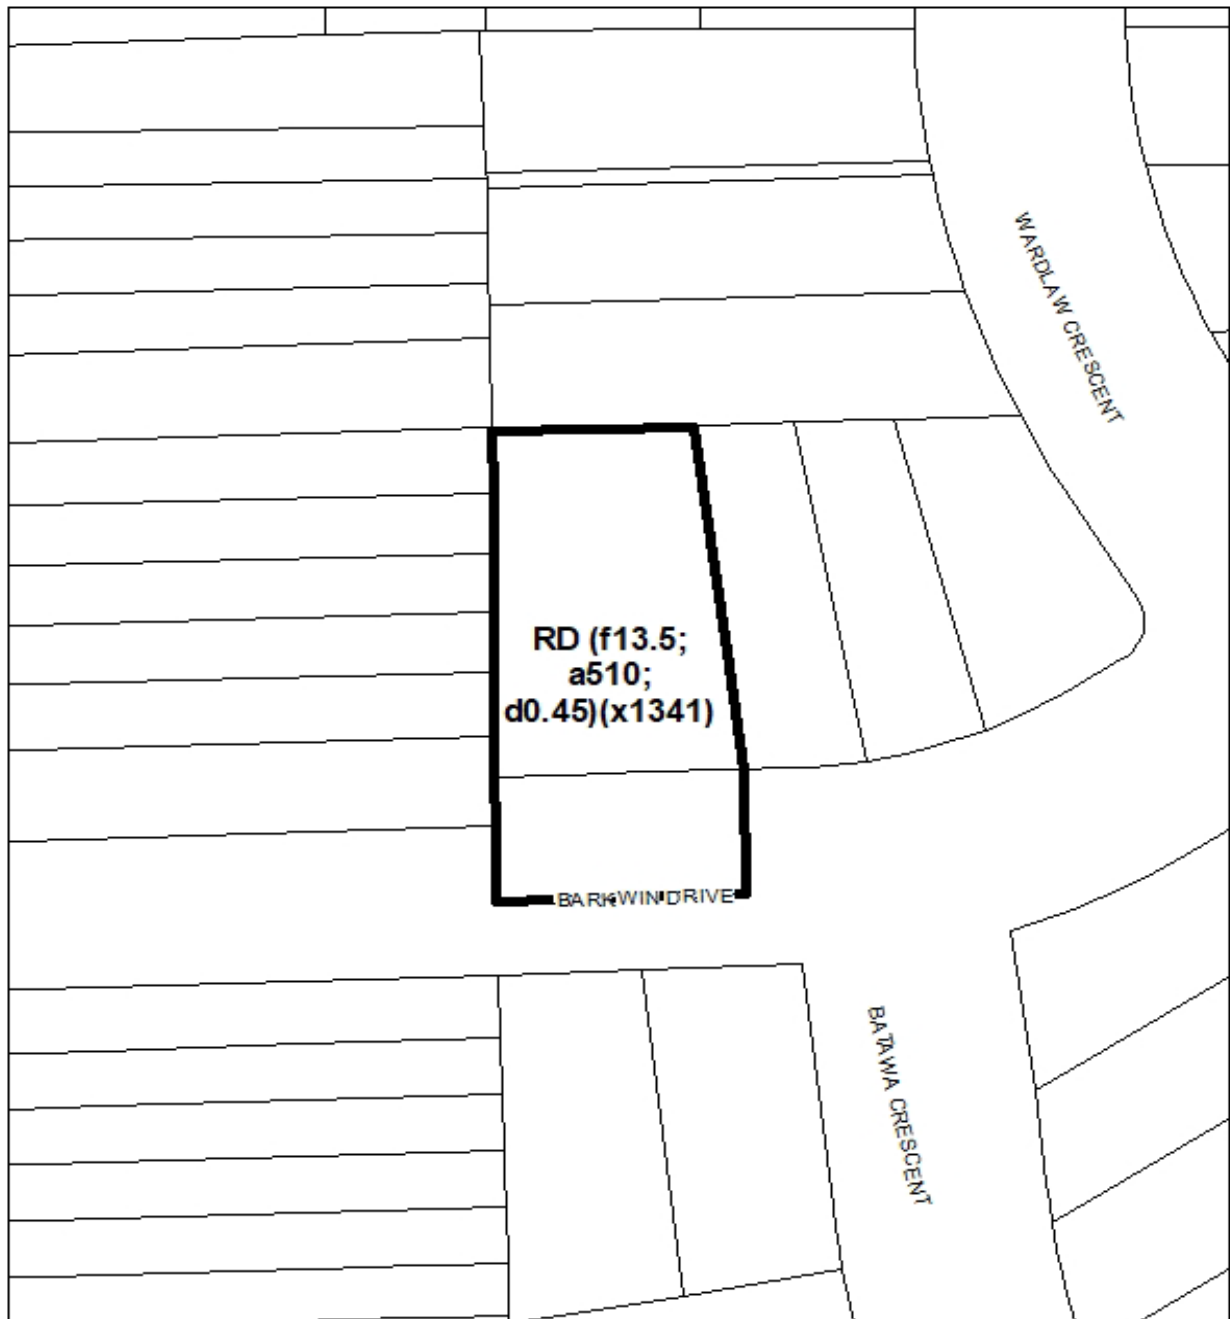 WARDLAW CRESCENT
RD (f13.5;
a510;
d0.45)(x1341)
BARKWIN DRIVE
BATAWA CRESCENT